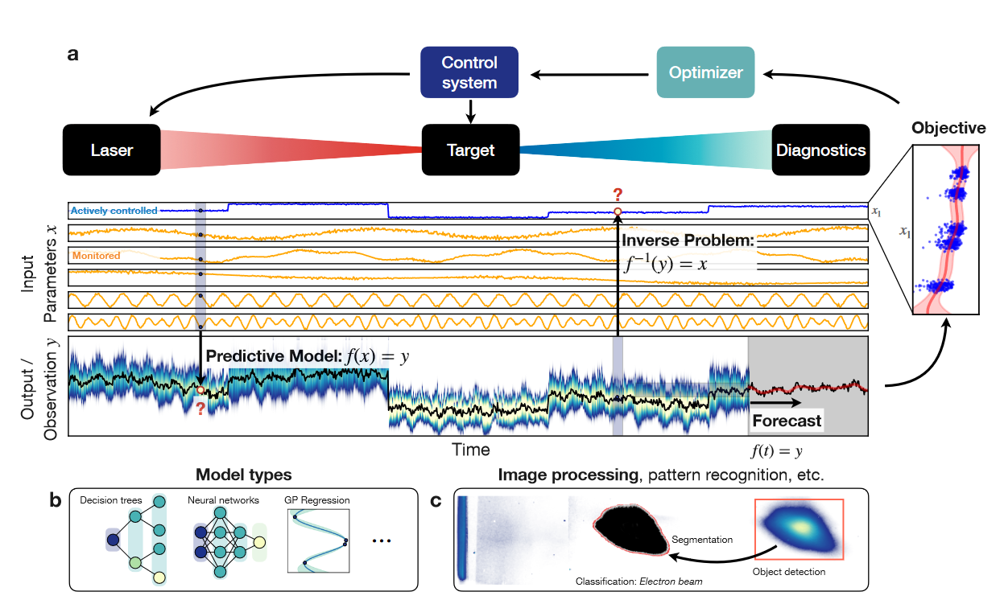 a
Control
system
Optimizer
Laser
Target
Diagnostics
Objective
Actively controlled
?
x₁
x₁
Input
Parameters x
Monitored
Inverse Problem:
f⁻¹(y) = x
Output /
Observation y
Predictive Model: f(x) = y
?
Forecast
Time
f(t) = y
Model types
Image processing, pattern recognition, etc.
b
Decision trees
Neural networks
GP Regression
...
c
Segmentation
Object detection
Classification: Electron beam